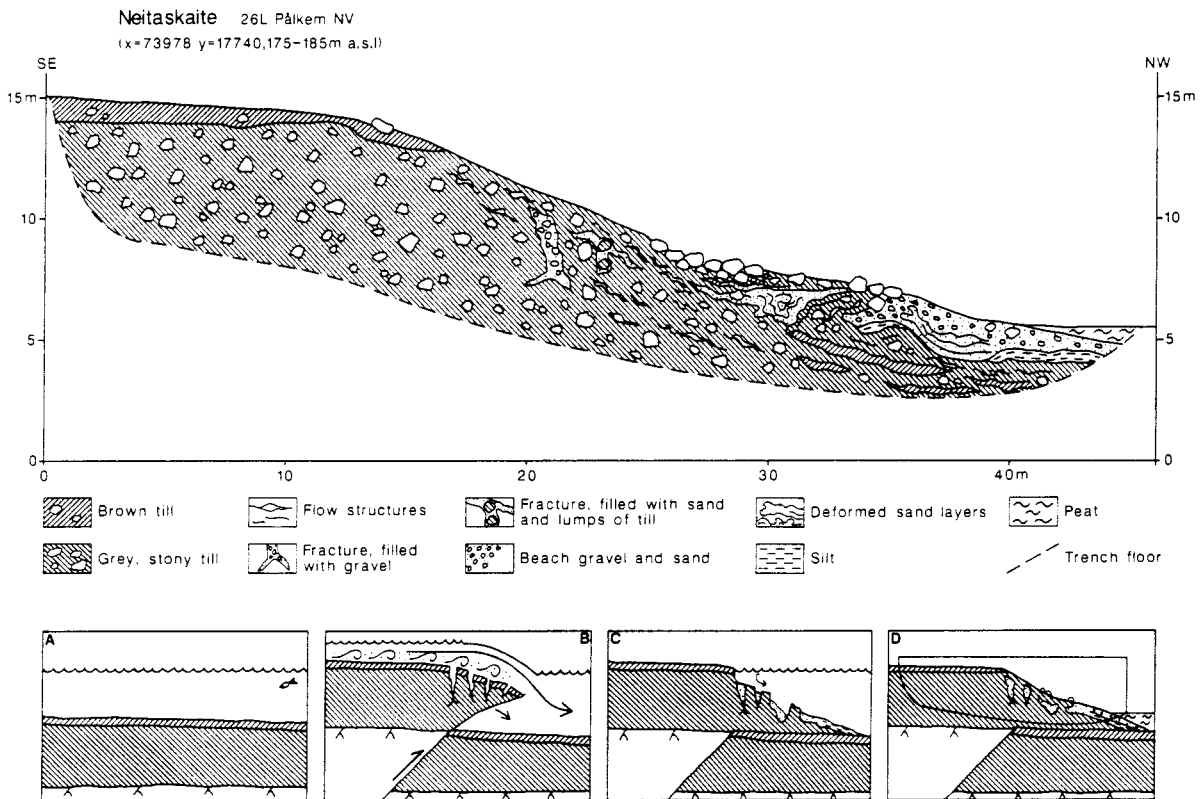 Neitaskaite 26L Pålkem NV
(x=73978 y=17740,175-185m a.s.l)
SE
NW
15m
15m
10
10
5
5
0
0
0
10
20
30
40m
Brown till
Flow structures
Fracture, filled with sand
and lumps of till
Deformed sand layers
Peat
Grey, stony till
Fracture, filled
with gravel
Beach gravel and sand
Silt
Trench floor
A
B
C
D